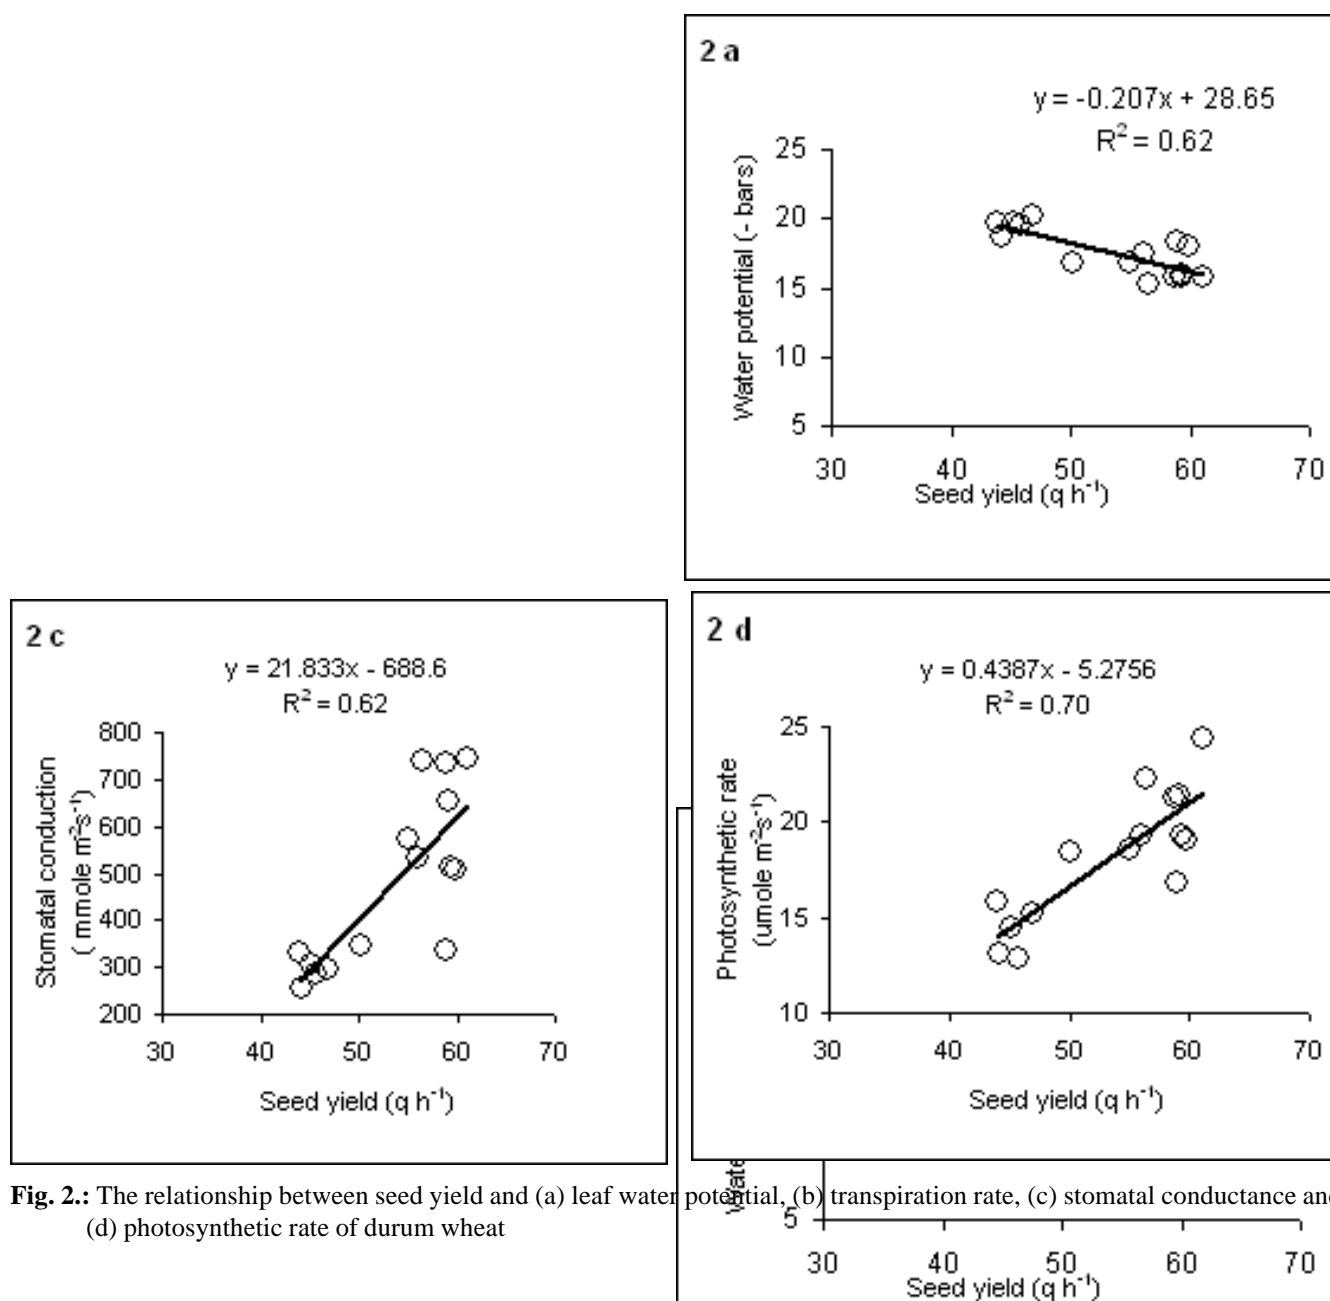 2 a
y = -0.207x + 28.65
R² = 0.62
Water potential (- bars)
25
20
15
10
5
30 40 50 60 70
Seed yield (q h⁻¹)
2 c
y = 21.833x - 688.6
R² = 0.62
Stomatal conduction
( mmole m⁻²s⁻¹)
800
700
600
500
400
300
200
30 40 50 60 70
Seed yield (q h⁻¹)
2 d
y = 0.4387x - 5.2756
R² = 0.70
Photosynthetic rate
(umole m⁻²s⁻¹)
25
20
15
10
30 40 50 60 70
Seed yield (q h⁻¹)
Fig. 2.: The relationship between seed yield and (a) leaf water potential, (b) transpiration rate, (c) stomatal conductance an
(d) photosynthetic rate of durum wheat
Wate
5
30 40 50 60 70
Seed yield (q h⁻¹)